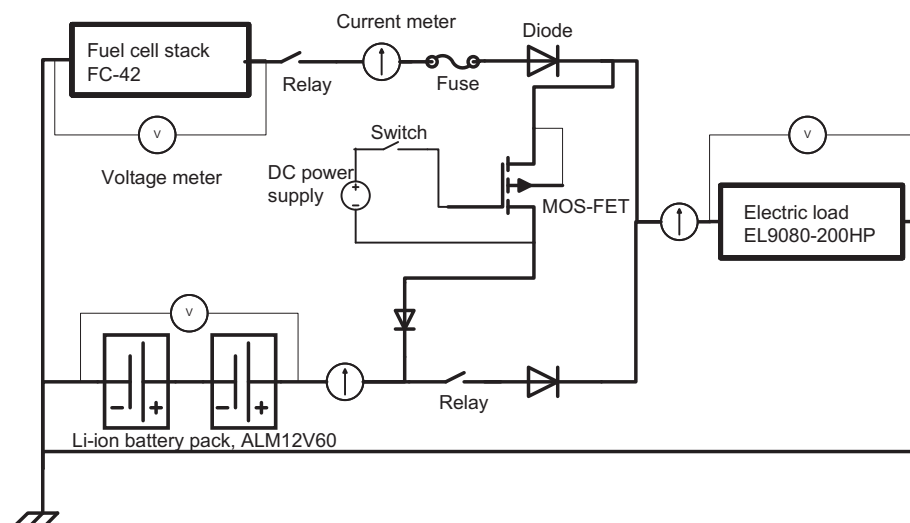 Current meter
Diode
Fuel cell stack
FC-42
Relay
Fuse
V
V
Switch
Voltage meter
DC power
supply
+
−
MOS-FET
Electric load
EL9080-200HP
V
− +
− +
Relay
Li-ion battery pack, ALM12V60